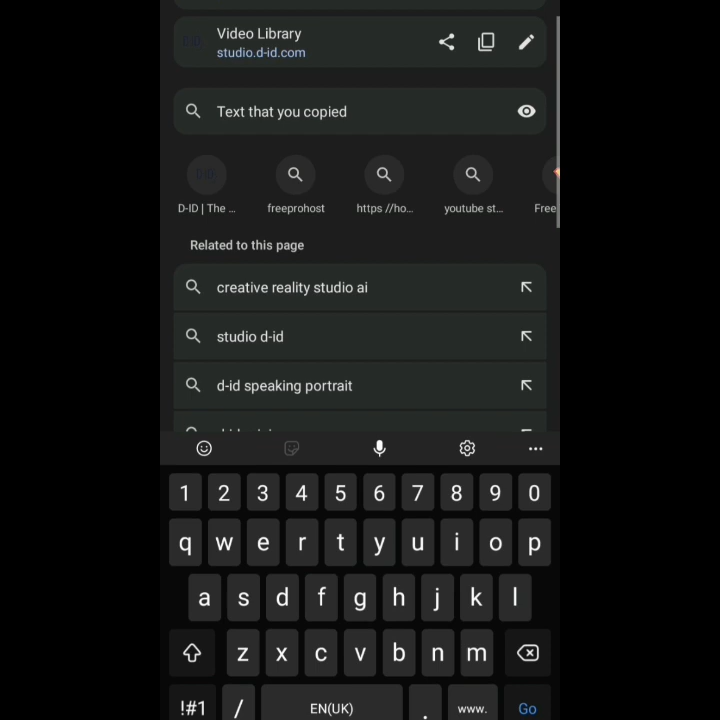 Video Library
studio.d-id.com
Text that you copied
D-ID | The ...
freeprohost
https //ho...
youtube st...
Free
Related to this page
creative reality studio ai
studio d-id
d-id speaking portrait
1 2 3 4 5 6 7 8 9 0
q w e r t y u i o p
a s d f g h j k l
z x c v b n m
!#1 / EN(UK) . www. Go